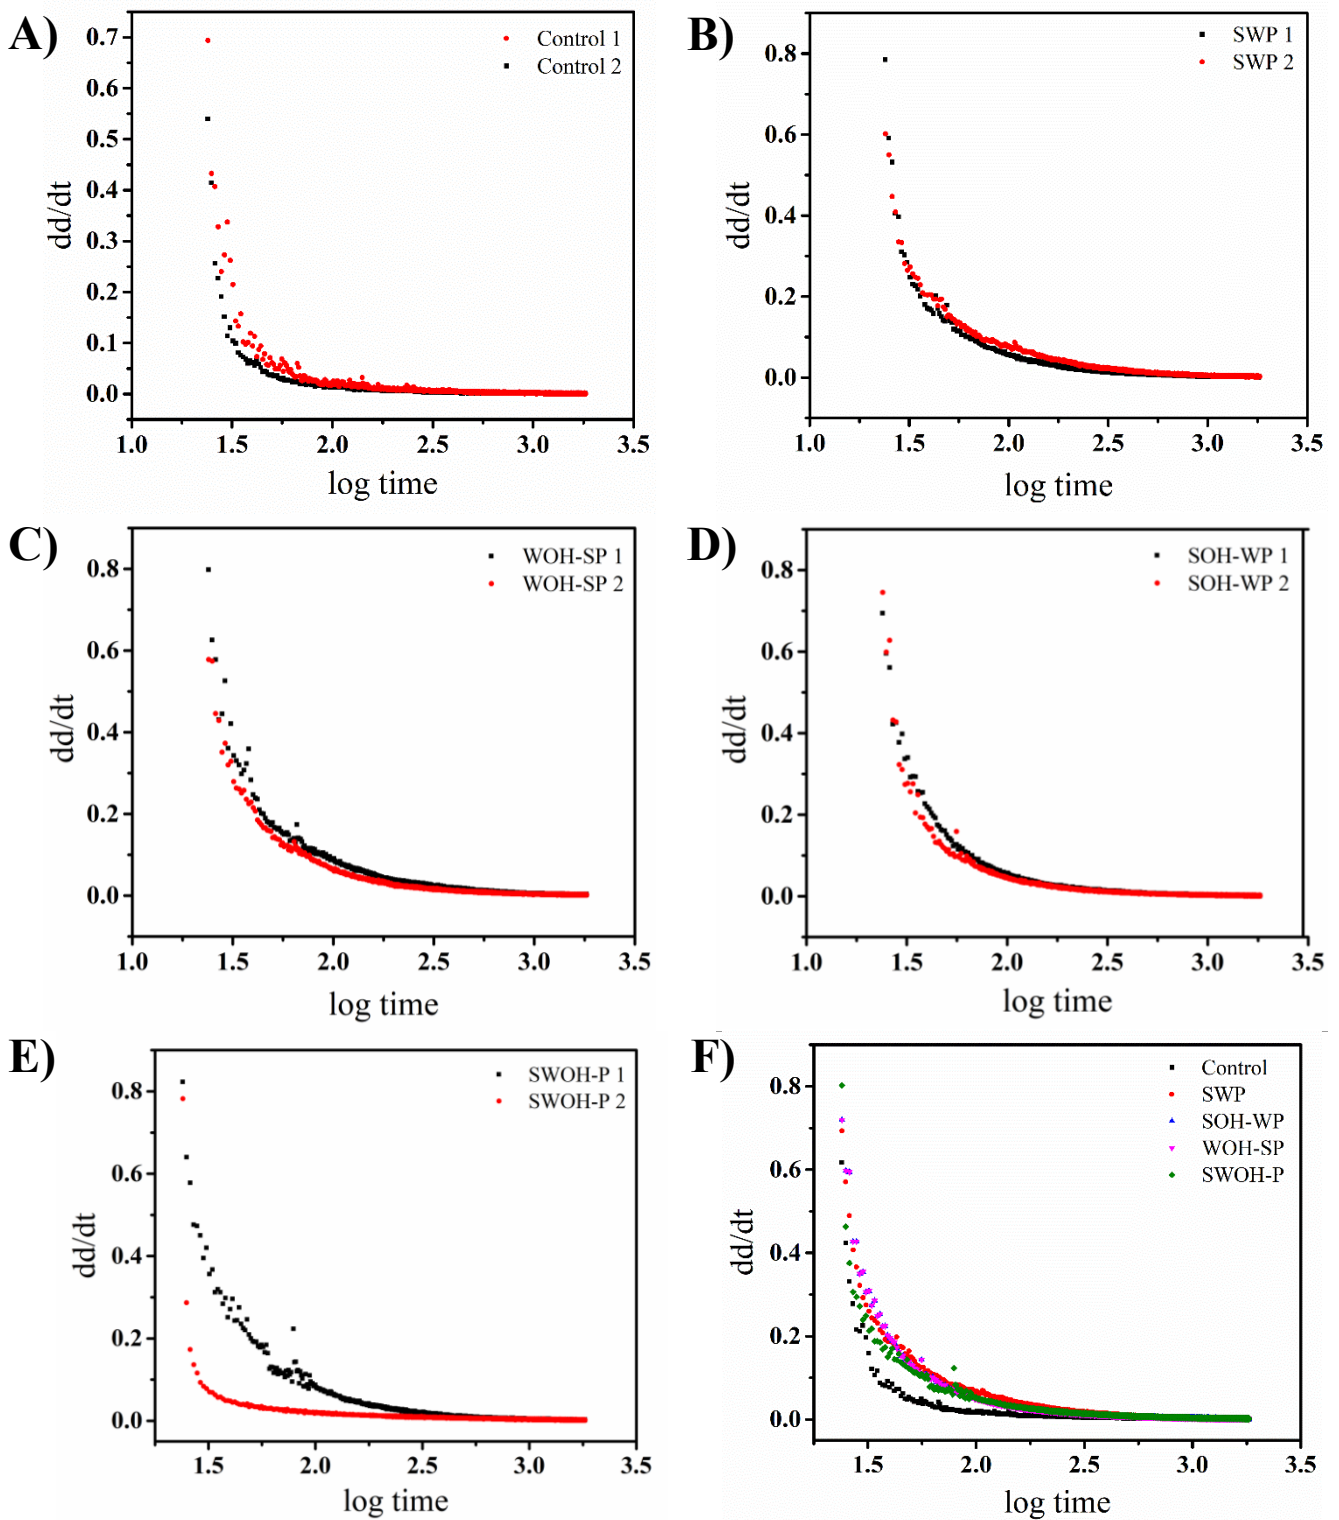 A)
Control 1
Control 2
0.7
0.6
0.5
0.4
0.3
0.2
0.1
0.0
dd/dt
1.0 1.5 2.0 2.5 3.0 3.5
log time
B)
SWP 1
SWP 2
0.8
0.6
0.4
0.2
0.0
dd/dt
1.0 1.5 2.0 2.5 3.0 3.5
log time
C)
WOH-SP 1
WOH-SP 2
0.8
0.6
0.4
0.2
0.0
dd/dt
1.0 1.5 2.0 2.5 3.0 3.5
log time
D)
SOH-WP 1
SOH-WP 2
0.8
0.6
0.4
0.2
0.0
dd/dt
1.0 1.5 2.0 2.5 3.0 3.5
log time
E)
SWOH-P 1
SWOH-P 2
0.8
0.6
0.4
0.2
0.0
dd/dt
1.5 2.0 2.5 3.0 3.5
log time
F)
Control
SWP
SOH-WP
WOH-SP
SWOH-P
0.8
0.6
0.4
0.2
0.0
dd/dt
1.5 2.0 2.5 3.0 3.5
log time